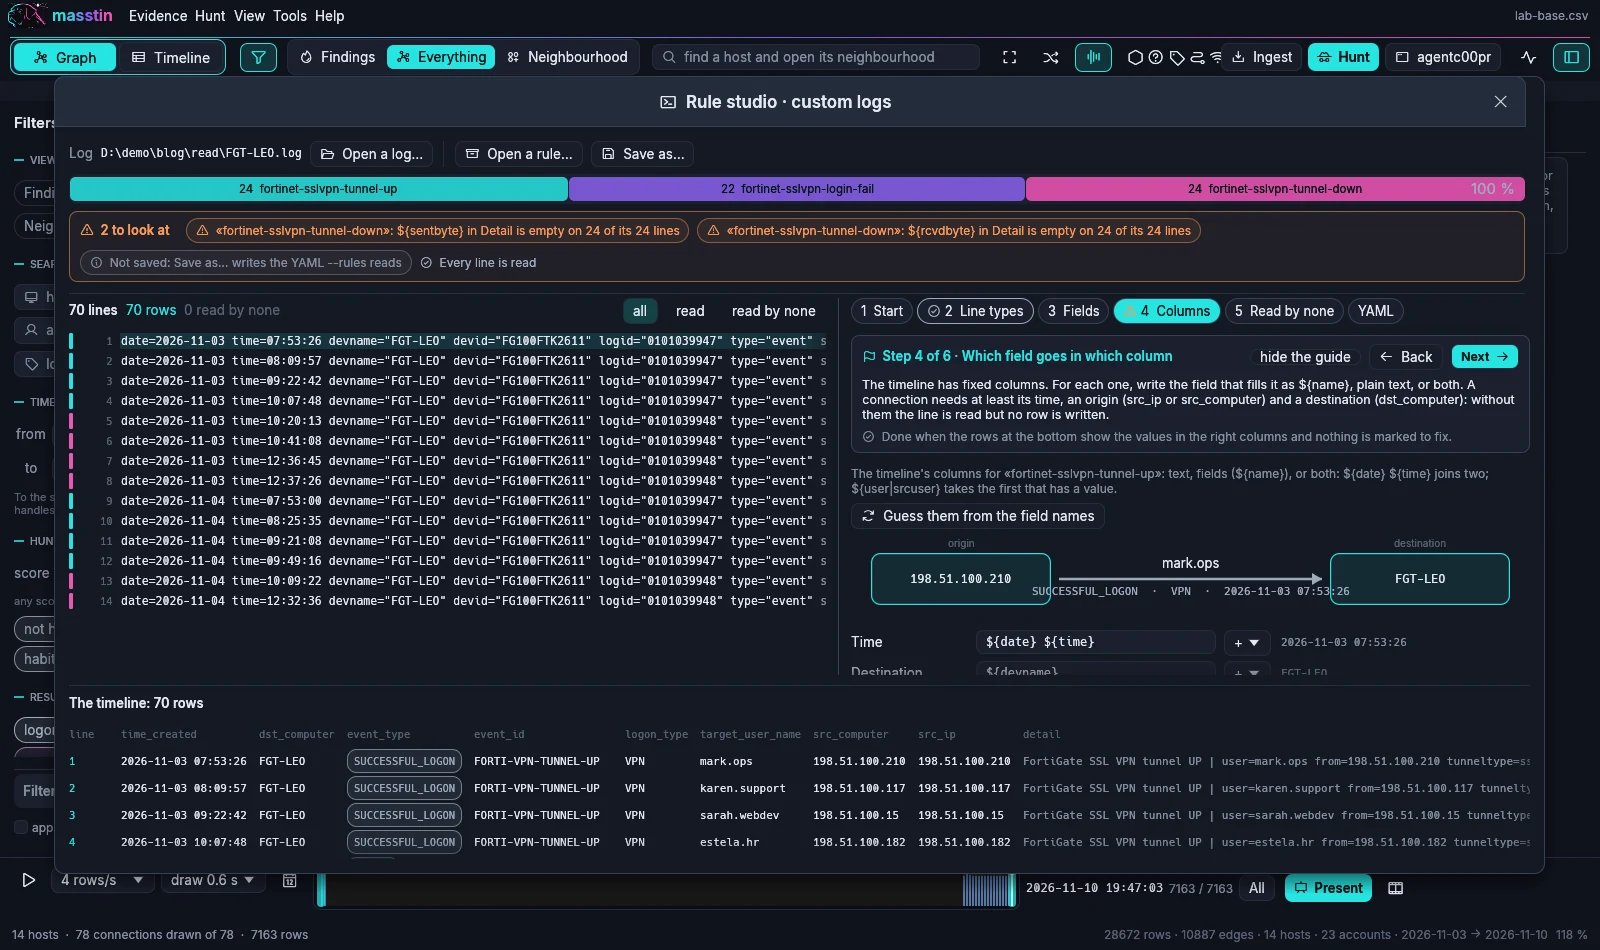 masstin Evidence Hunt View Tools Help lab-base.csv
Graph Timeline Findings Everything Neighbourhood find a host and open its neighbourhood Ingest Hunt agentc00pr
Rule studio · custom logs
Filters
Log D:\demo\blog\read\FGT-LEO.log Open a log... Open a rule... Save as...
24 fortinet-sslvpn-tunnel-up 22 fortinet-sslvpn-login-fail 24 fortinet-sslvpn-tunnel-down 100 %
2 to look at «fortinet-sslvpn-tunnel-down»: ${sentbyte} in Detail is empty on 24 of its 24 lines «fortinet-sslvpn-tunnel-down»: ${rcvdbyte} in Detail is empty on 24 of its 24 lines
Not saved: Save as... writes the YAML --rules reads Every line is read
70 lines 70 rows 0 read by none all read read by none
1 date=2026-11-03 time=07:53:26 devname="FGT-LEO" devid="FG100FTK2611" logid="0101039947" type="event" s
2 date=2026-11-03 time=08:09:57 devname="FGT-LEO" devid="FG100FTK2611" logid="0101039947" type="event" s
3 date=2026-11-03 time=09:22:42 devname="FGT-LEO" devid="FG100FTK2611" logid="0101039947" type="event" s
4 date=2026-11-03 time=10:07:48 devname="FGT-LEO" devid="FG100FTK2611" logid="0101039947" type="event" s
5 date=2026-11-03 time=10:20:13 devname="FGT-LEO" devid="FG100FTK2611" logid="0101039948" type="event" s
6 date=2026-11-03 time=10:41:08 devname="FGT-LEO" devid="FG100FTK2611" logid="0101039948" type="event" s
7 date=2026-11-03 time=12:36:45 devname="FGT-LEO" devid="FG100FTK2611" logid="0101039948" type="event" s
8 date=2026-11-03 time=12:37:26 devname="FGT-LEO" devid="FG100FTK2611" logid="0101039948" type="event" s
9 date=2026-11-04 time=07:53:00 devname="FGT-LEO" devid="FG100FTK2611" logid="0101039947" type="event" s
10 date=2026-11-04 time=08:25:35 devname="FGT-LEO" devid="FG100FTK2611" logid="0101039947" type="event" s
11 date=2026-11-04 time=09:21:08 devname="FGT-LEO" devid="FG100FTK2611" logid="0101039947" type="event" s
12 date=2026-11-04 time=09:49:16 devname="FGT-LEO" devid="FG100FTK2611" logid="0101039947" type="event" s
13 date=2026-11-04 time=10:09:22 devname="FGT-LEO" devid="FG100FTK2611" logid="0101039948" type="event" s
14 date=2026-11-04 time=12:32:36 devname="FGT-LEO" devid="FG100FTK2611" logid="0101039948" type="event" s
1 Start 2 Line types 3 Fields 4 Columns 5 Read by none YAML
Step 4 of 6 · Which field goes in which column hide the guide Back Next
The timeline has fixed columns. For each one, write the field that fills it as ${name}, plain text, or both. A
connection needs at least its time, an origin (src_ip or src_computer) and a destination (dst_computer): without
them the line is read but no row is written.
Done when the rows at the bottom show the values in the right columns and nothing is marked to fix.
The timeline's columns for «fortinet-sslvpn-tunnel-up»: text, fields (${name}), or both: ${date} ${time} joins two;
${user|srcuser} takes the first that has a value.
Guess them from the field names
origin destination
198.51.100.210 mark.ops FGT-LEO
SUCCESSFUL_LOGON · VPN · 2026-11-03 07:53:26
Time ${date} ${time} + 2026-11-03 07:53:26
Destination ${devname} + FGT-LEO
from
to
To the s
handles
score
any sco
not h
habit
logon
Filter
app
The timeline: 70 rows
line time_created dst_computer event_type event_id logon_type target_user_name src_computer src_ip detail
1 2026-11-03 07:53:26 FGT-LEO SUCCESSFUL_LOGON FORTI-VPN-TUNNEL-UP VPN mark.ops 198.51.100.210 198.51.100.210 FortiGate SSL VPN tunnel UP | user=mark.ops from=198.51.100.210 tunneltype=ss
2 2026-11-03 08:09:57 FGT-LEO SUCCESSFUL_LOGON FORTI-VPN-TUNNEL-UP VPN karen.support 198.51.100.117 198.51.100.117 FortiGate SSL VPN tunnel UP | user=karen.support from=198.51.100.117 tunnelty
3 2026-11-03 09:22:42 FGT-LEO SUCCESSFUL_LOGON FORTI-VPN-TUNNEL-UP VPN sarah.webdev 198.51.100.15 198.51.100.15 FortiGate SSL VPN tunnel UP | user=sarah.webdev from=198.51.100.15 tunneltype
4 2026-11-03 10:07:48 FGT-LEO SUCCESSFUL_LOGON FORTI-VPN-TUNNEL-UP VPN estela.hr 198.51.100.182 198.51.100.182 FortiGate SSL VPN tunnel UP | user=estela.hr from=198.51.100.182 tunneltype=s
4 rows/s draw 0.6 s 12 2026-11-10 19:47:03 7163 / 7163 All Present
14 hosts · 78 connections drawn of 78 · 7163 rows 28672 rows · 10887 edges · 14 hosts · 23 accounts · 2026-11-03 → 2026-11-10 118 %